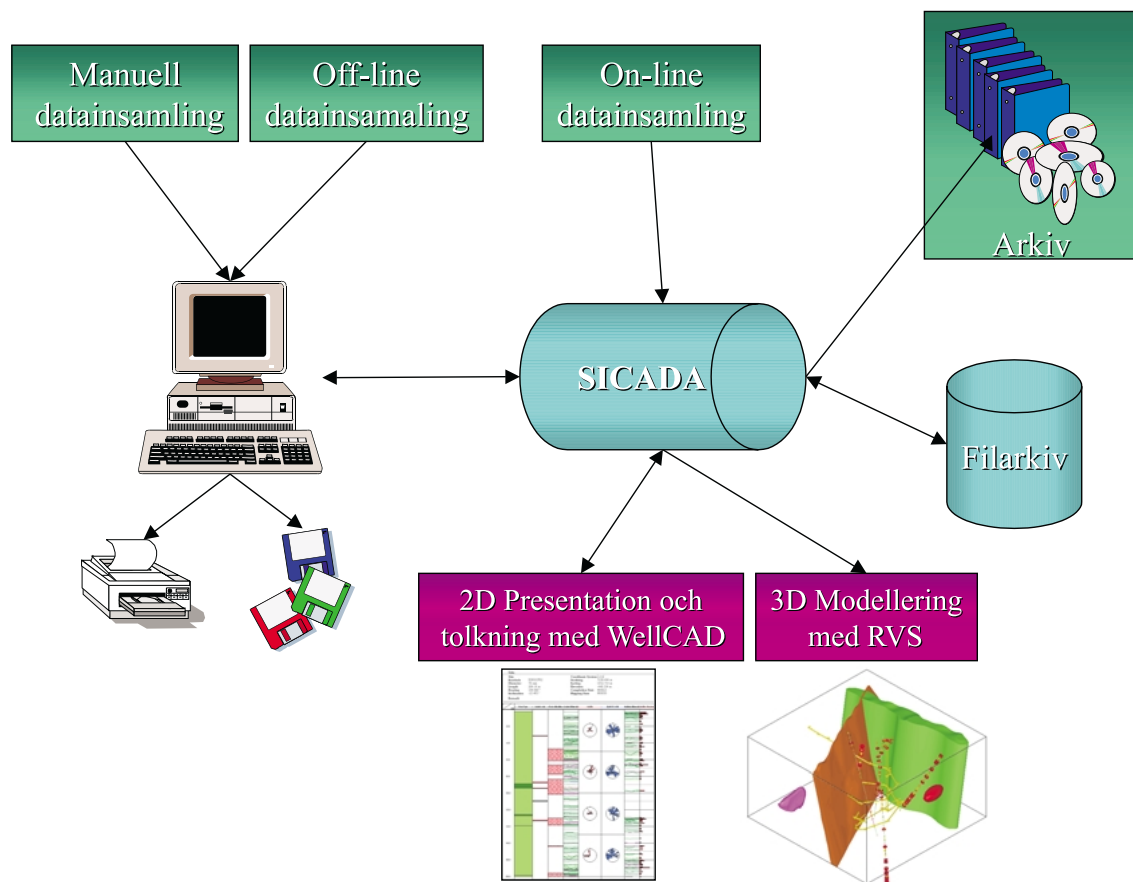 Manuell
datainsamling
Off-line
datainsamaling
On-line
datainsamling
Arkiv
SICADA
Filarkiv
2D Presentation och
tolkning med WellCAD
3D Modellering
med RVS